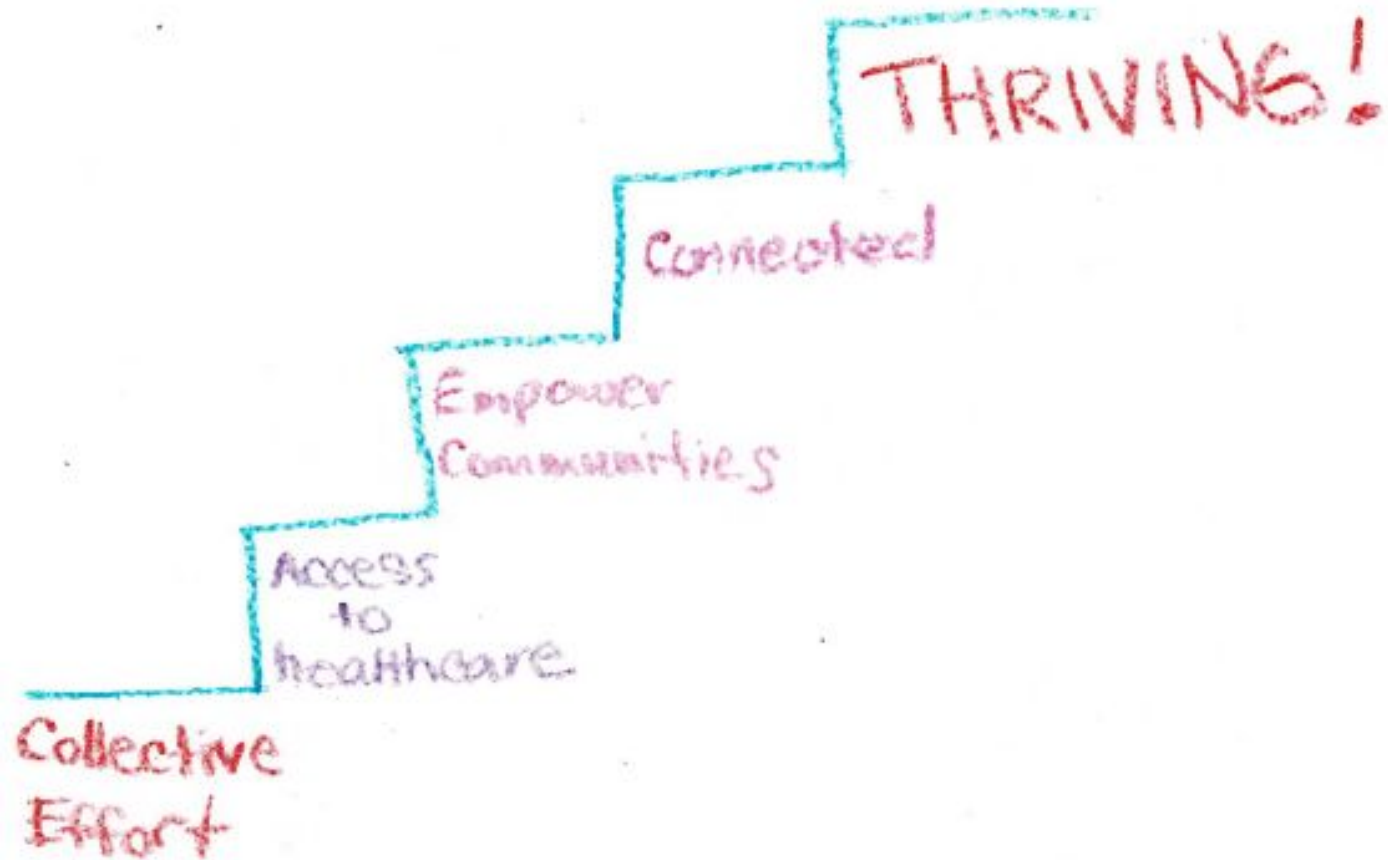 THRIVING!
Connected
Empower
Communities
Access
to
healthcare
Collective
Effort